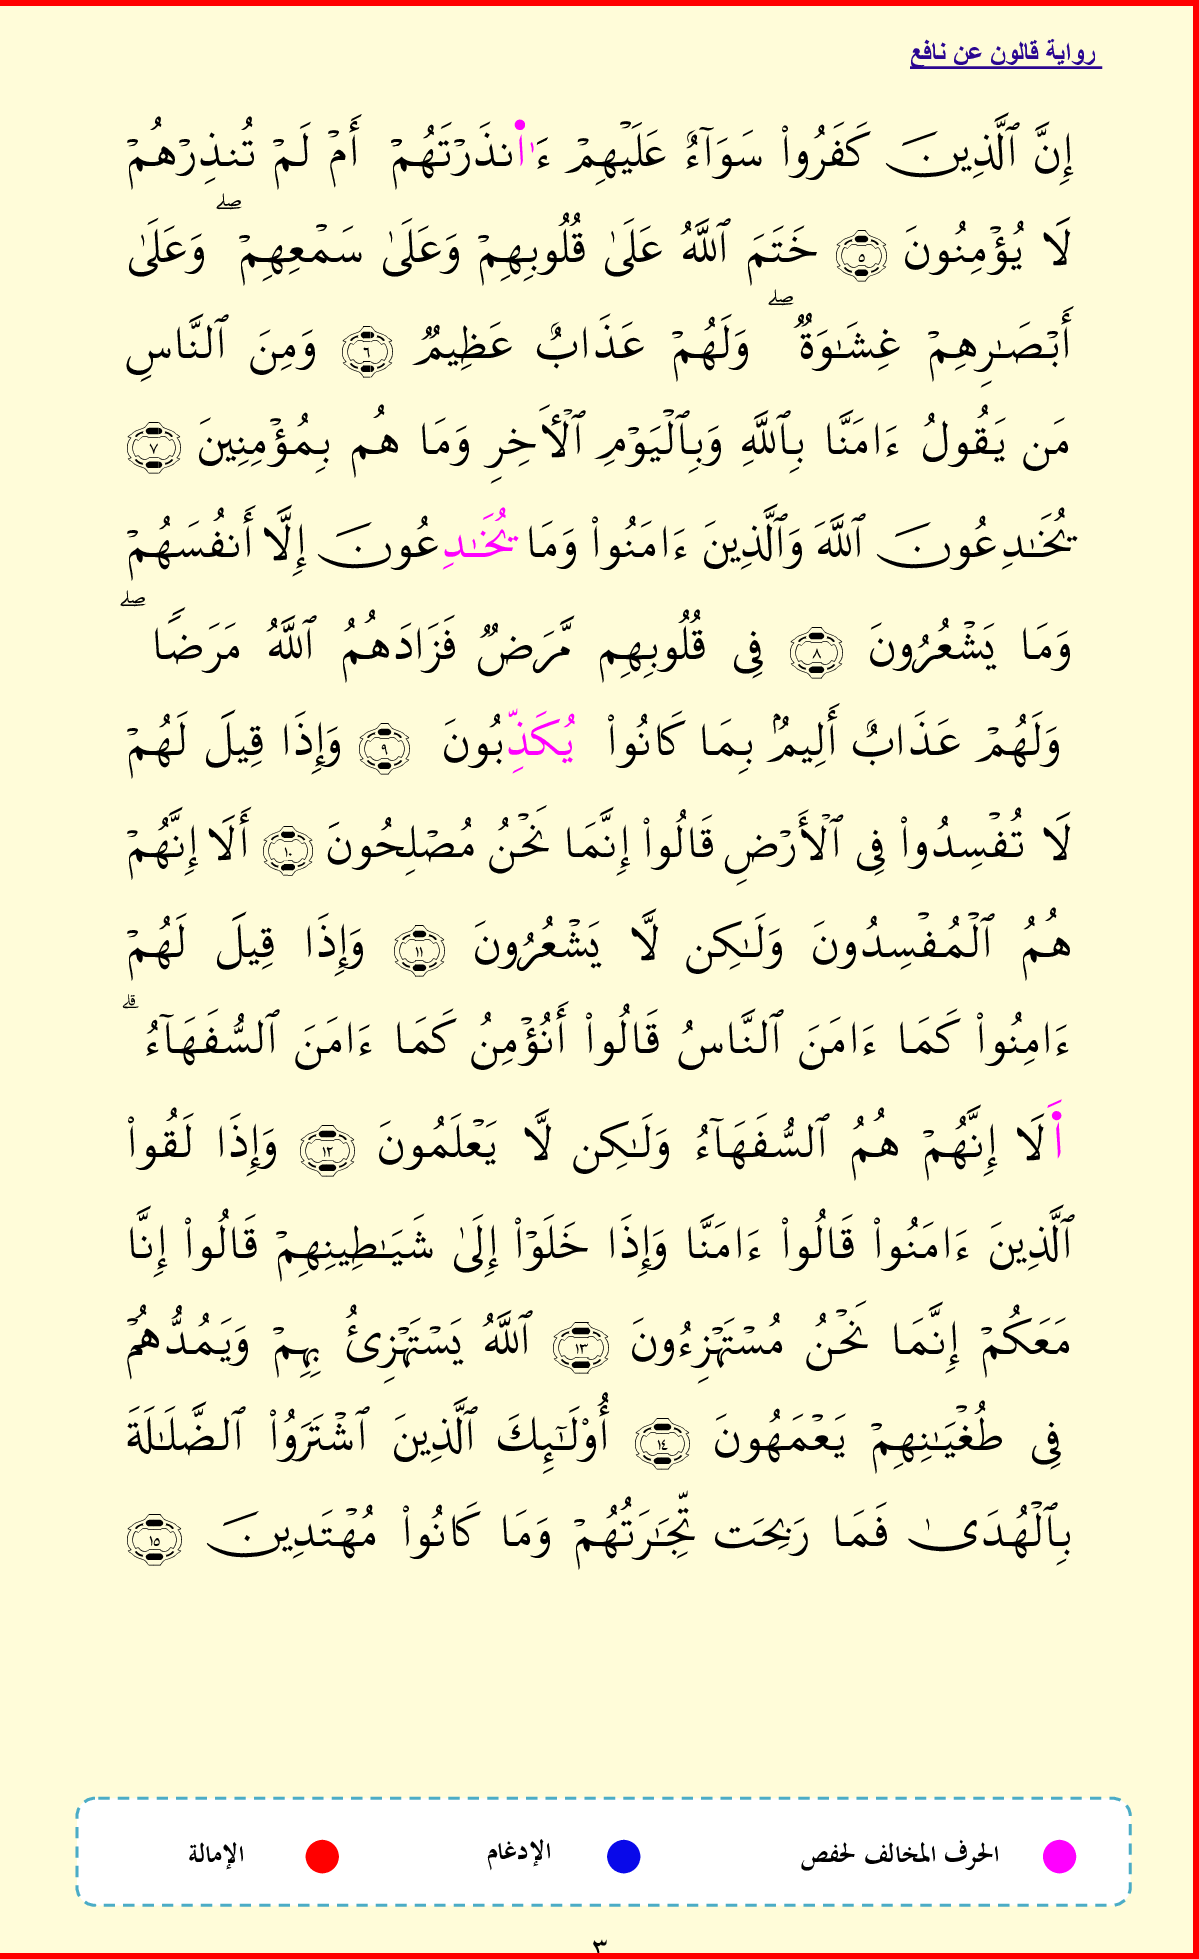 رواية قالون عن نافع
إِنَّ ٱلَّذِينَ كَفَرُوا۟ سَوَآءٌ عَلَيْهِمْ ءَا۬نذَرْتَهُمْ أَمْ لَمْ تُنذِرْهُمْ
لَا يُؤْمِنُونَ ٥ خَتَمَ ٱللَّهُ عَلَىٰ قُلُوبِهِمْ وَعَلَىٰ سَمْعِهِمْ ۖ وَعَلَىٰ
أَبْصَـٰرِهِمْ غِشَـٰوَةٌ ۖ وَلَهُمْ عَذَابٌ عَظِيمٌ ٦ وَمِنَ ٱلنَّاسِ
مَن يَقُولُ ءَامَنَّا بِٱللَّهِ وَبِٱلْيَوْمِ ٱلْأَخِرِ وَمَا هُم بِمُؤْمِنِينَ ٧
يُخَـٰدِعُونَ ٱللَّهَ وَٱلَّذِينَ ءَامَنُوا۟ وَمَا يُخَـٰدِعُونَ إِلَّا أَنفُسَهُمْ
وَمَا يَشْعُرُونَ ٨ فِى قُلُوبِهِم مَّرَضٌ فَزَادَهُمُ ٱللَّهُ مَرَضًا ۖ
وَلَهُمْ عَذَابٌ أَلِيمٌۢ بِمَا كَانُوا۟ يُكَذِّبُونَ ٩ وَإِذَا قِيلَ لَهُمْ
لَا تُفْسِدُوا۟ فِى ٱلْأَرْضِ قَالُوا۟ إِنَّمَا نَحْنُ مُصْلِحُونَ ١٠ أَلَا إِنَّهُمْ
هُمُ ٱلْمُفْسِدُونَ وَلَـٰكِن لَّا يَشْعُرُونَ ١١ وَإِذَا قِيلَ لَهُمْ
ءَامِنُوا۟ كَمَا ءَامَنَ ٱلنَّاسُ قَالُوا۟ أَنُؤْمِنُ كَمَا ءَامَنَ ٱلسُّفَهَآءُ ۗ
أَ۬لَا إِنَّهُمْ هُمُ ٱلسُّفَهَآءُ وَلَـٰكِن لَّا يَعْلَمُونَ ١٢ وَإِذَا لَقُوا۟
ٱلَّذِينَ ءَامَنُوا۟ قَالُوا۟ ءَامَنَّا وَإِذَا خَلَوْا۟ إِلَىٰ شَيَـٰطِينِهِمْ قَالُوا۟ إِنَّا
مَعَكُمْ إِنَّمَا نَحْنُ مُسْتَهْزِءُونَ ١٣ ٱللَّهُ يَسْتَهْزِئُ بِهِمْ وَيَمُدُّهُمْ
فِى طُغْيَـٰنِهِمْ يَعْمَهُونَ ١٤ أُو۟لَـٰٓئِكَ ٱلَّذِينَ ٱشْتَرَوُا۟ ٱلضَّلَـٰلَةَ
بِٱلْهُدَىٰ فَمَا رَبِحَت تِّجَـٰرَتُهُمْ وَمَا كَانُوا۟ مُهْتَدِينَ ١٥
الحرف المخالف لحفص الإدغام الإمالة
٣